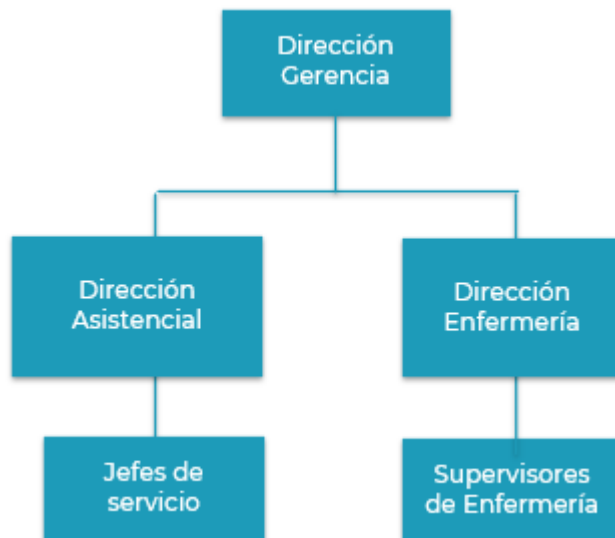 Dirección
Gerencia
Dirección
Asistencial
Dirección
Enfermería
Jefes de
servicio
Supervisores
de Enfermería